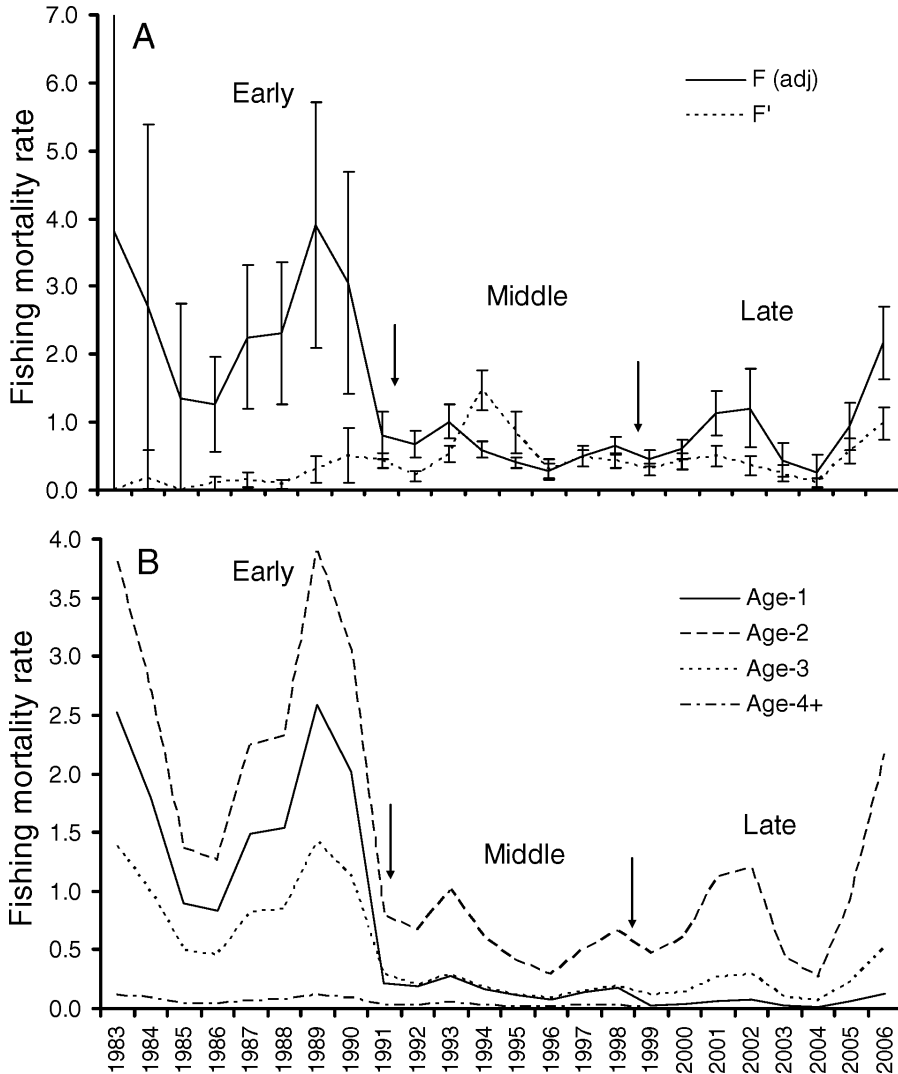 A
Early
Middle
Late
F (adj)
F'
Fishing mortality rate
7.0
6.0
5.0
4.0
3.0
2.0
1.0
0.0
B
Early
Middle
Late
Age-1
Age-2
Age-3
Age-4+
Fishing mortality rate
4.0
3.5
3.0
2.5
2.0
1.5
1.0
0.5
0.0
1983
1984
1985
1986
1987
1988
1989
1990
1991
1992
1993
1994
1995
1996
1997
1998
1999
2000
2001
2002
2003
2004
2005
2006